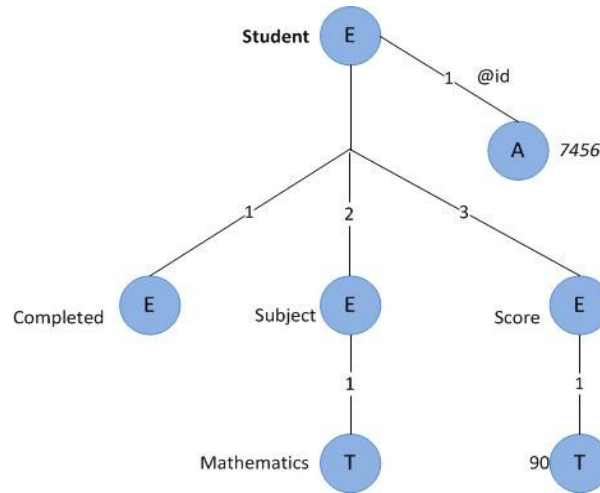 Student E
1 @id
A 7456
1 2 3
Completed E Subject E Score E
1 1
Mathematics T 90 T